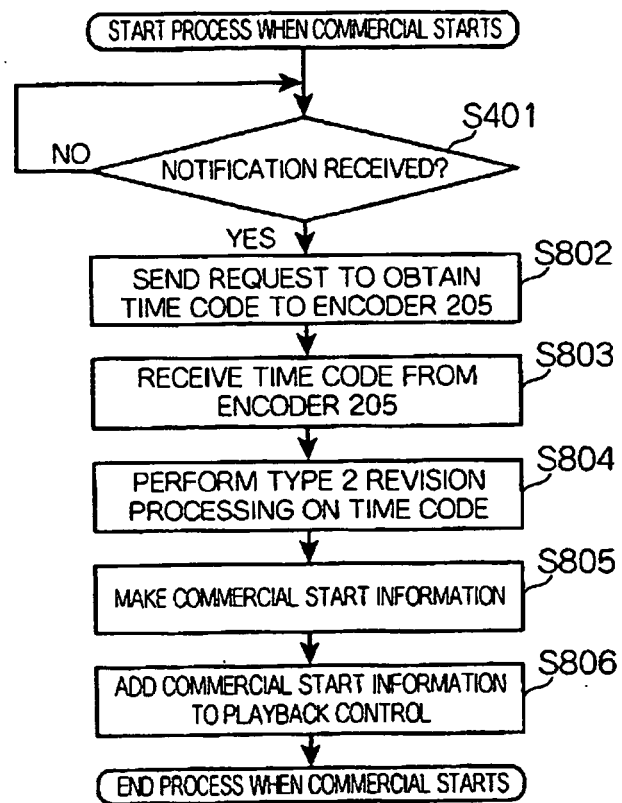 START PROCESS WHEN COMMERCIAL STARTS
S401
NO
NOTIFICATION RECEIVED?
YES
S802
SEND REQUEST TO OBTAIN
TIME CODE TO ENCODER 205
S803
RECEIVE TIME CODE FROM
ENCODER 205
S804
PERFORM TYPE 2 REVISION
PROCESSING ON TIME CODE
S805
MAKE COMMERCIAL START INFORMATION
S806
ADD COMMERCIAL START INFORMATION
TO PLAYBACK CONTROL
END PROCESS WHEN COMMERCIAL STARTS